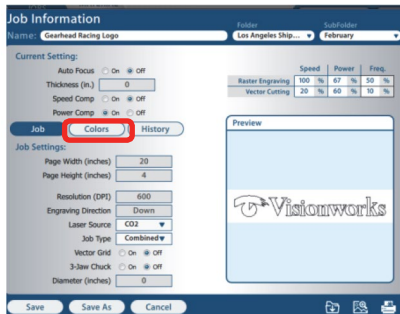 Job Information
Folder SubFolder
Name: Gearhead Racing Logo Los Angeles Ship... ▼ February ▼
Current Setting:
Auto Focus On Off
Thickness (in.) 0
Speed Comp On Off
Power Comp On Off
Speed Power Freq.
Raster Engraving 100 % 67 % 50 %
Vector Cutting 20 % 60 % 10 %
Job Colors History
Job Settings:
Page Width (inches) 20
Page Height (inches) 4
Resolution (DPI) 600
Engraving Direction Down
Laser Source CO2 ▼
Job Type Combined ▼
Vector Grid On Off
3-Jaw Chuck On Off
Diameter (inches) 0
Preview
Visionworks
Save Save As Cancel